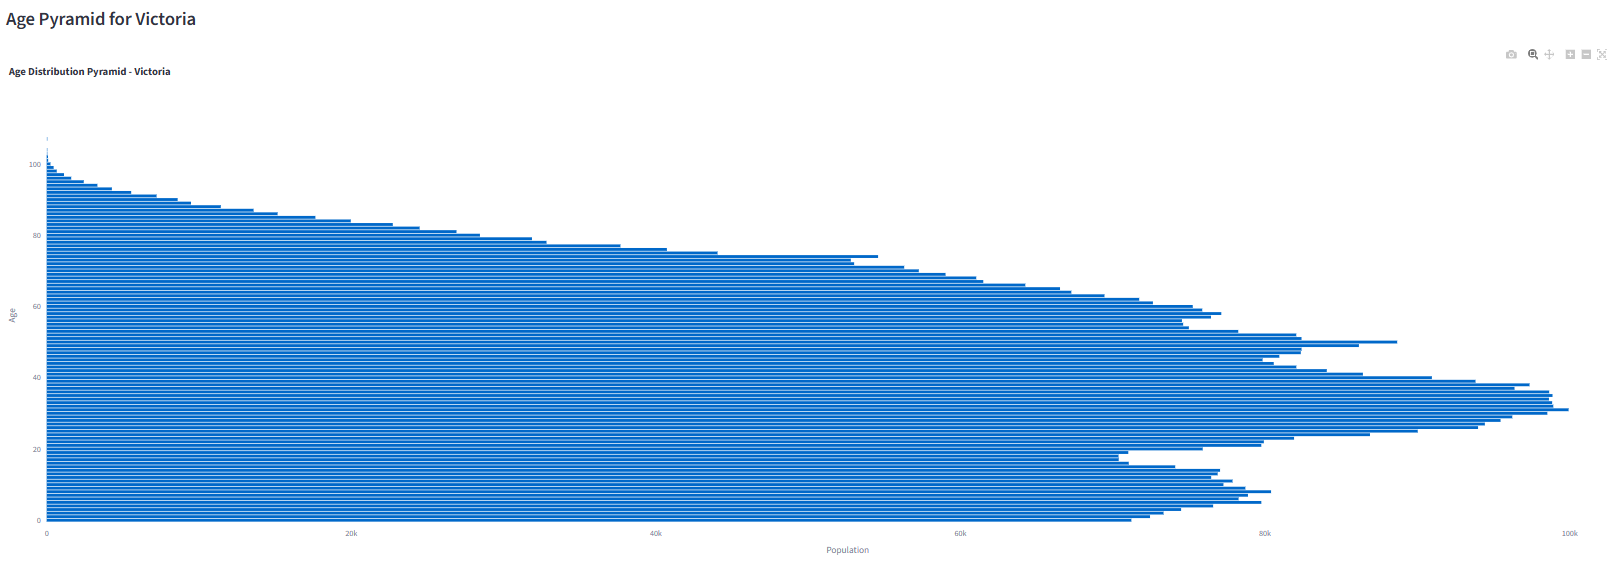 Age Pyramid for Victoria
Age Distribution Pyramid - Victoria
100
80
60
40
20
0
Age
0 20k 40k 60k 80k 100k
Population